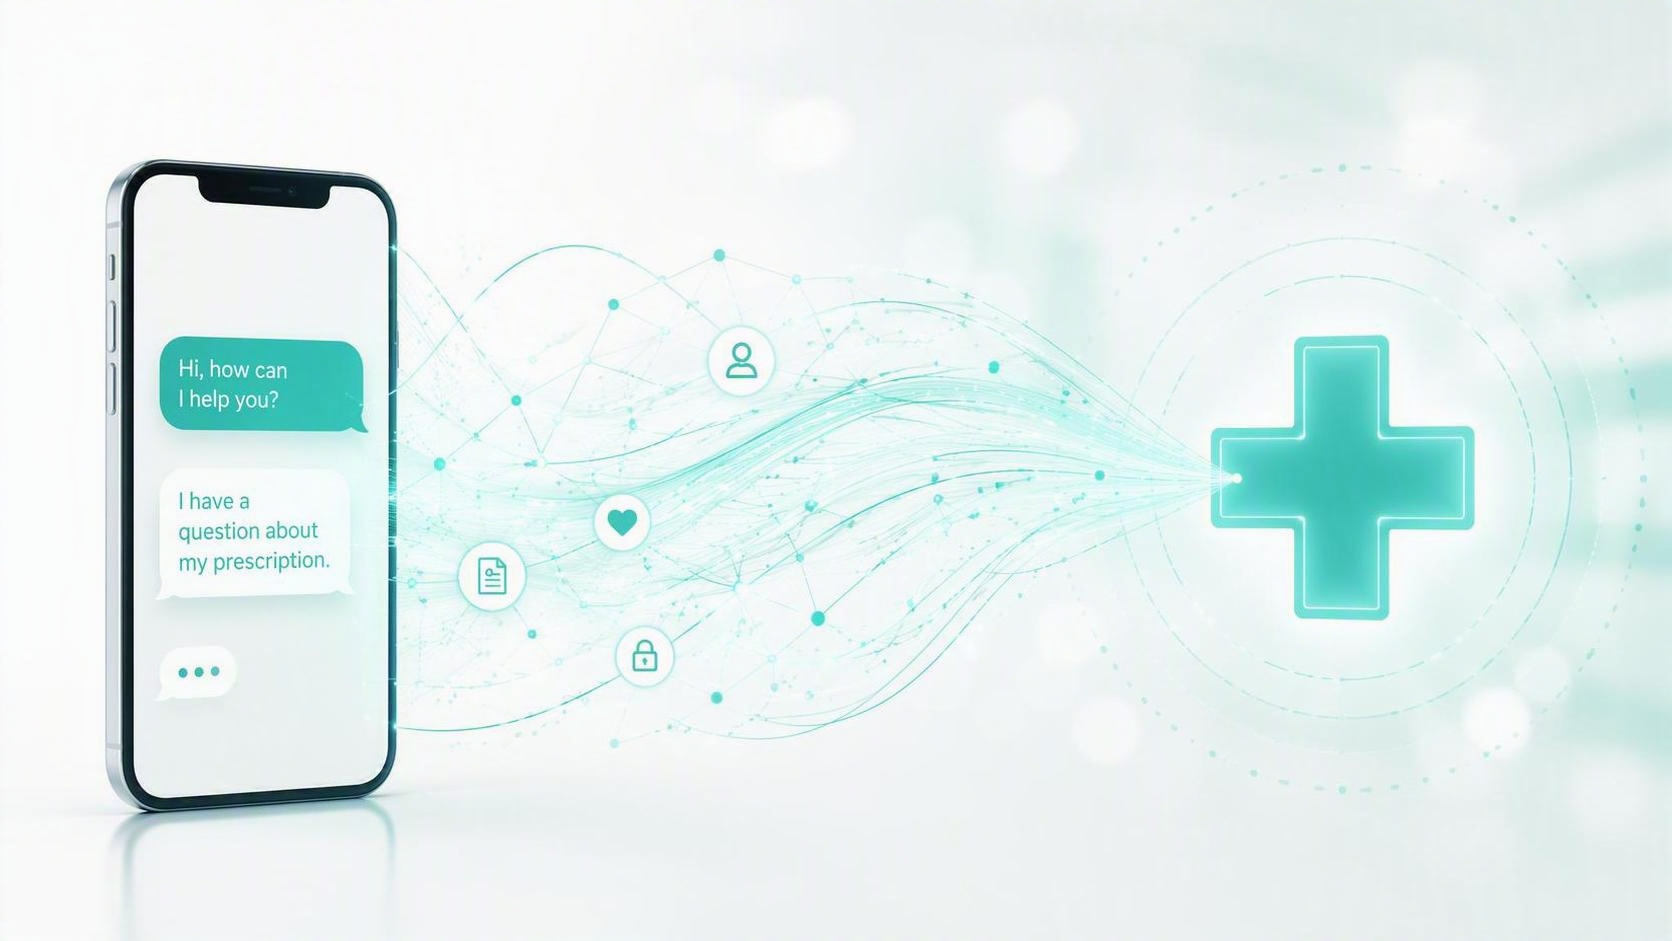 Hi, how can
I help you?
I have a
question about
my prescription.